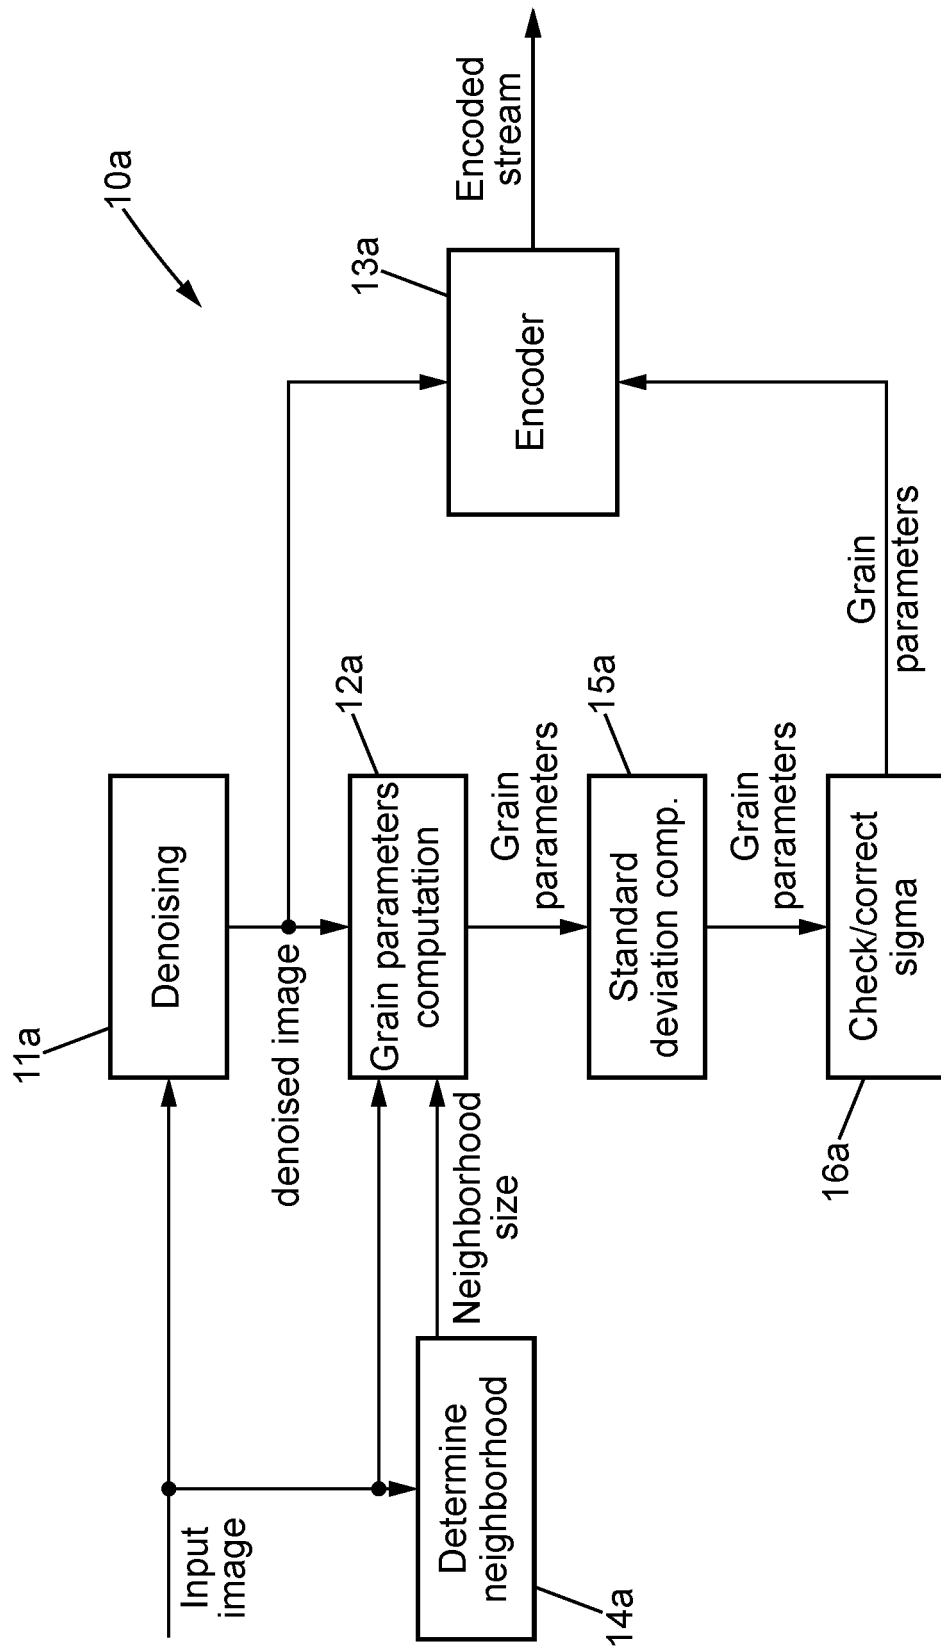 10a
11a
Denoising
Input
image
denoised image
12a
Grain parameters
computation
13a
Encoder
Encoded
stream
Neighborhood
size
Determine
neighborhood
14a
Grain
parameters
15a
Standard
deviation comp.
Grain
parameters
16a
Check/correct
sigma
Grain
parameters